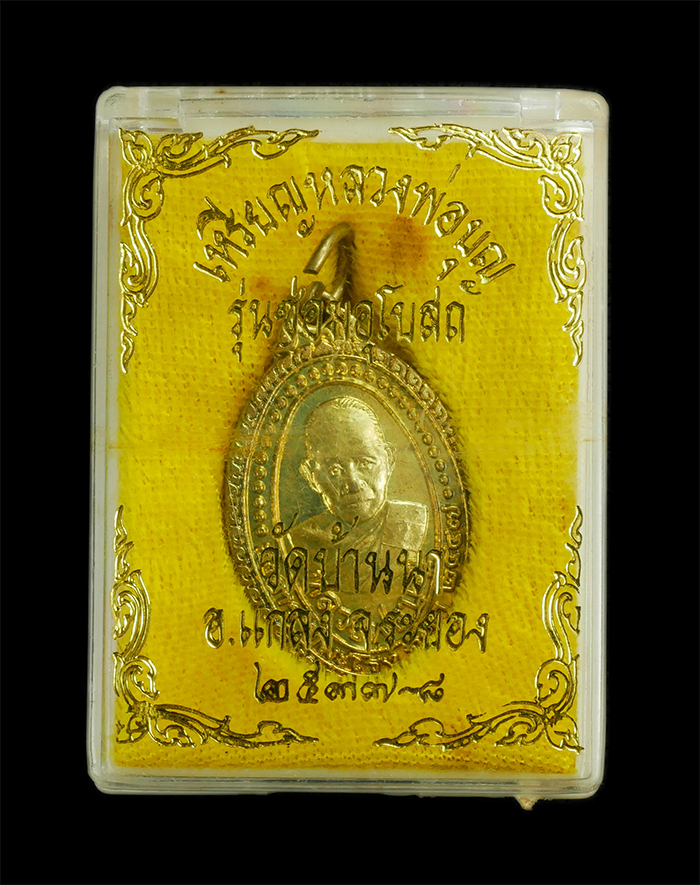 เหรียญหลวงพ่อบุญ
รุ่นซ่อมอุโบสถ
วัดบ้านนา
อ.แกลง จ.ระยอง
๒๕๓๗-๘